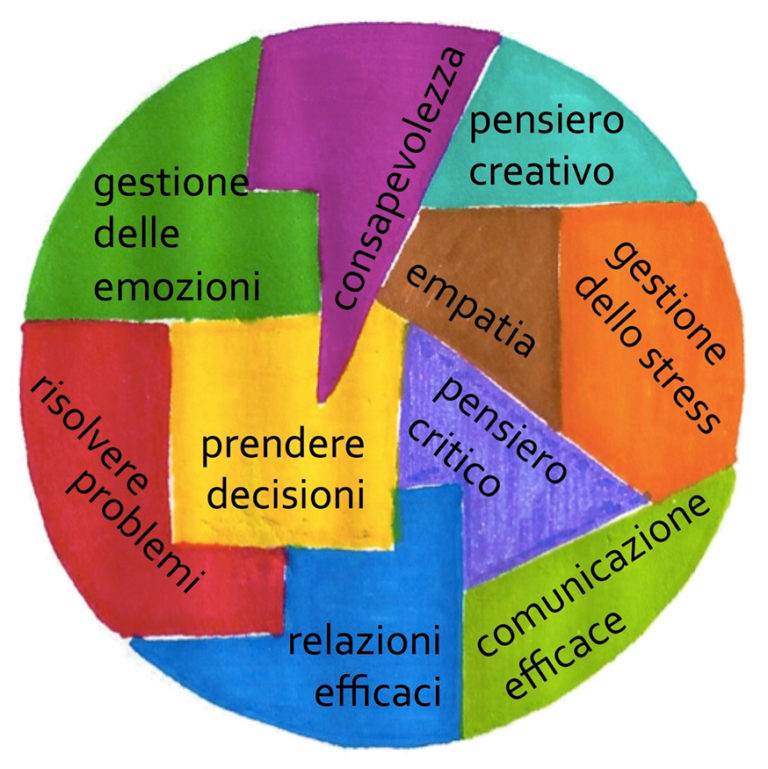 consapevolezza
pensiero
creativo
gestione
delle
emozioni
empatia
gestione
dello stress
risolvere
problemi
prendere
decisioni
pensiero
critico
relazioni
efficaci
comunicazione
efficace